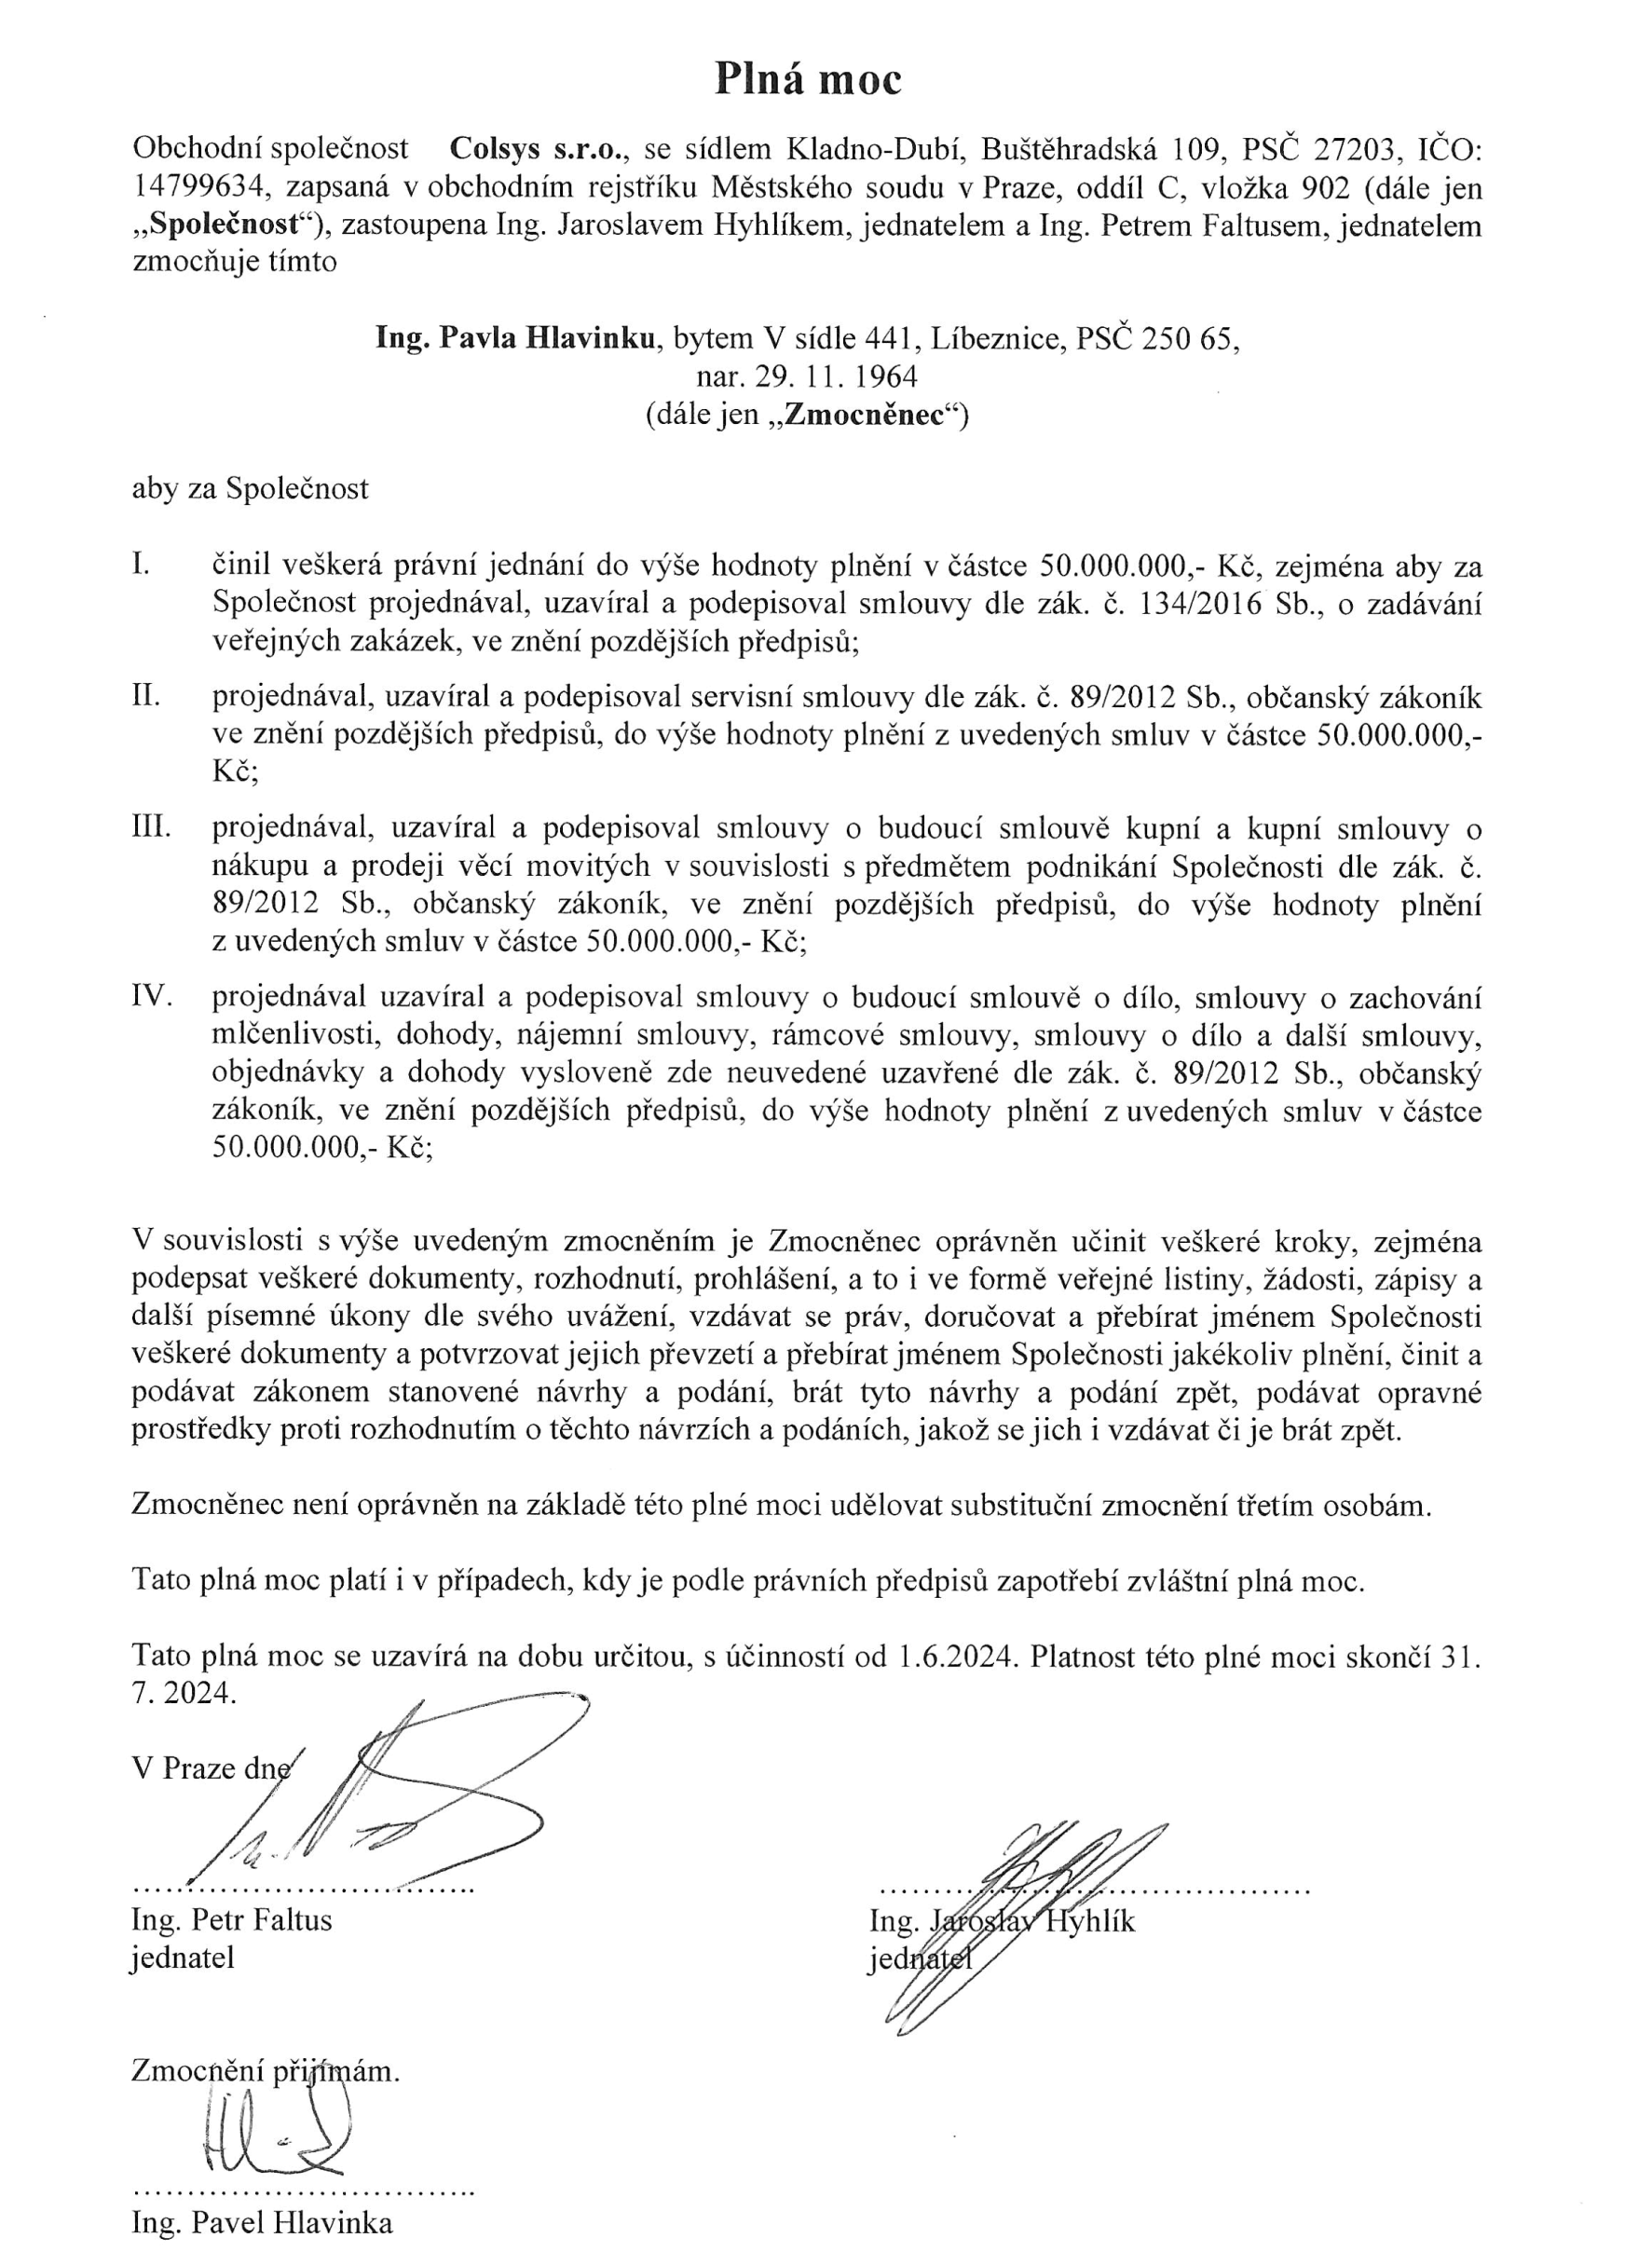 Plná moc
Obchodní společnost Colsys s.r.o., se sídlem Kladno-Dubí, Buštěhradská 109, PSČ 27203, IČO:
14799634, zapsaná v obchodním rejstříku Městského soudu v Praze, oddíl C, vložka 902 (dále jen
„Společnost“), zastoupena Ing. Jaroslavem Hyhlíkem, jednatelem a Ing. Petrem Faltusem, jednatelem
zmocňuje tímto
Ing. Pavla Hlavinku, bytem V sídle 441, Líbeznice, PSČ 250 65,
nar. 29. 11. 1964
(dále jen „Zmocněnec“)
aby za Společnost
I. činil veškerá právní jednání do výše hodnoty plnění v částce 50.000.000,- Kč, zejména aby za
Společnost projednával, uzavíral a podepisoval smlouvy dle zák. č. 134/2016 Sb., o zadávání
veřejných zakázek, ve znění pozdějších předpisů;
II. projednával, uzavíral a podepisoval servisní smlouvy dle zák. č. 89/2012 Sb., občanský zákoník
ve znění pozdějších předpisů, do výše hodnoty plnění z uvedených smluv v částce 50.000.000,-
Kč;
III. projednával, uzavíral a podepisoval smlouvy o budoucí smlouvě kupní a kupní smlouvy o
nákupu a prodeji věcí movitých v souvislosti s předmětem podnikání Společnosti dle zák. č.
89/2012 Sb., občanský zákoník, ve znění pozdějších předpisů, do výše hodnoty plnění
z uvedených smluv v částce 50.000.000,- Kč;
IV. projednával uzavíral a podepisoval smlouvy o budoucí smlouvě o dílo, smlouvy o zachování
mlčenlivosti, dohody, nájemní smlouvy, rámcové smlouvy, smlouvy o dílo a další smlouvy,
objednávky a dohody vysloveně zde neuvedené uzavřené dle zák. č. 89/2012 Sb., občanský
zákoník, ve znění pozdějších předpisů, do výše hodnoty plnění z uvedených smluv v částce
50.000.000,- Kč;
V souvislosti s výše uvedeným zmocněním je Zmocněnec oprávněn učinit veškeré kroky, zejména
podepsat veškeré dokumenty, rozhodnutí, prohlášení, a to i ve formě veřejné listiny, žádosti, zápisy a
další písemné úkony dle svého uvážení, vzdávat se práv, doručovat a přebírat jménem Společnosti
veškeré dokumenty a potvrzovat jejich převzetí a přebírat jménem Společnosti jakékoliv plnění, činit a
podávat zákonem stanovené návrhy a podání, brát tyto návrhy a podání zpět, podávat opravné
prostředky proti rozhodnutím o těchto návrzích a podáních, jakož se jich i vzdávat či je brát zpět.
Zmocněnec není oprávněn na základě této plné moci udělovat substituční zmocnění třetím osobám.
Tato plná moc platí i v případech, kdy je podle právních předpisů zapotřebí zvláštní plná moc.
Tato plná moc se uzavírá na dobu určitou, s účinností od 1.6.2024. Platnost této plné moci skončí 31.
7. 2024.
V Praze dne
Ing. Petr Faltus
jednatel
Ing. Jaroslav Hyhlík
jednatel
Zmocnění přijímám.
Ing. Pavel Hlavinka